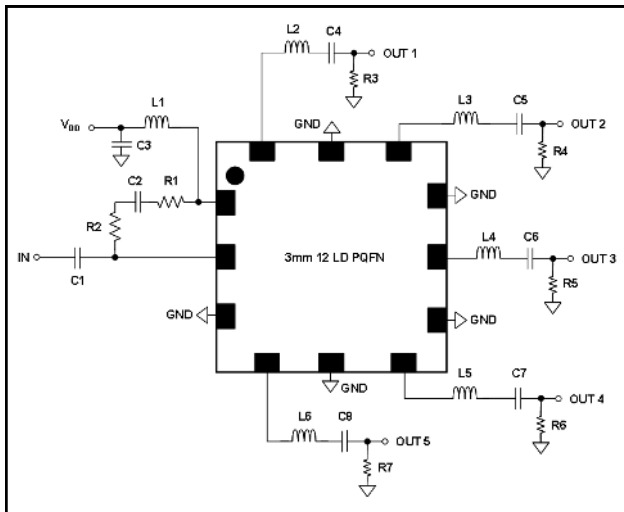 L2
C4
OUT 1
R3
L1
V
C3
GND
L3
C5
OUT 2
R4
C2
R1
GND
R2
3mm 12 LD PQFN
L4
C6
IN
C1
OUT 3
R5
GND
GND
GND
L5
C7
OUT 4
L6
C8
R6
OUT 5
R7